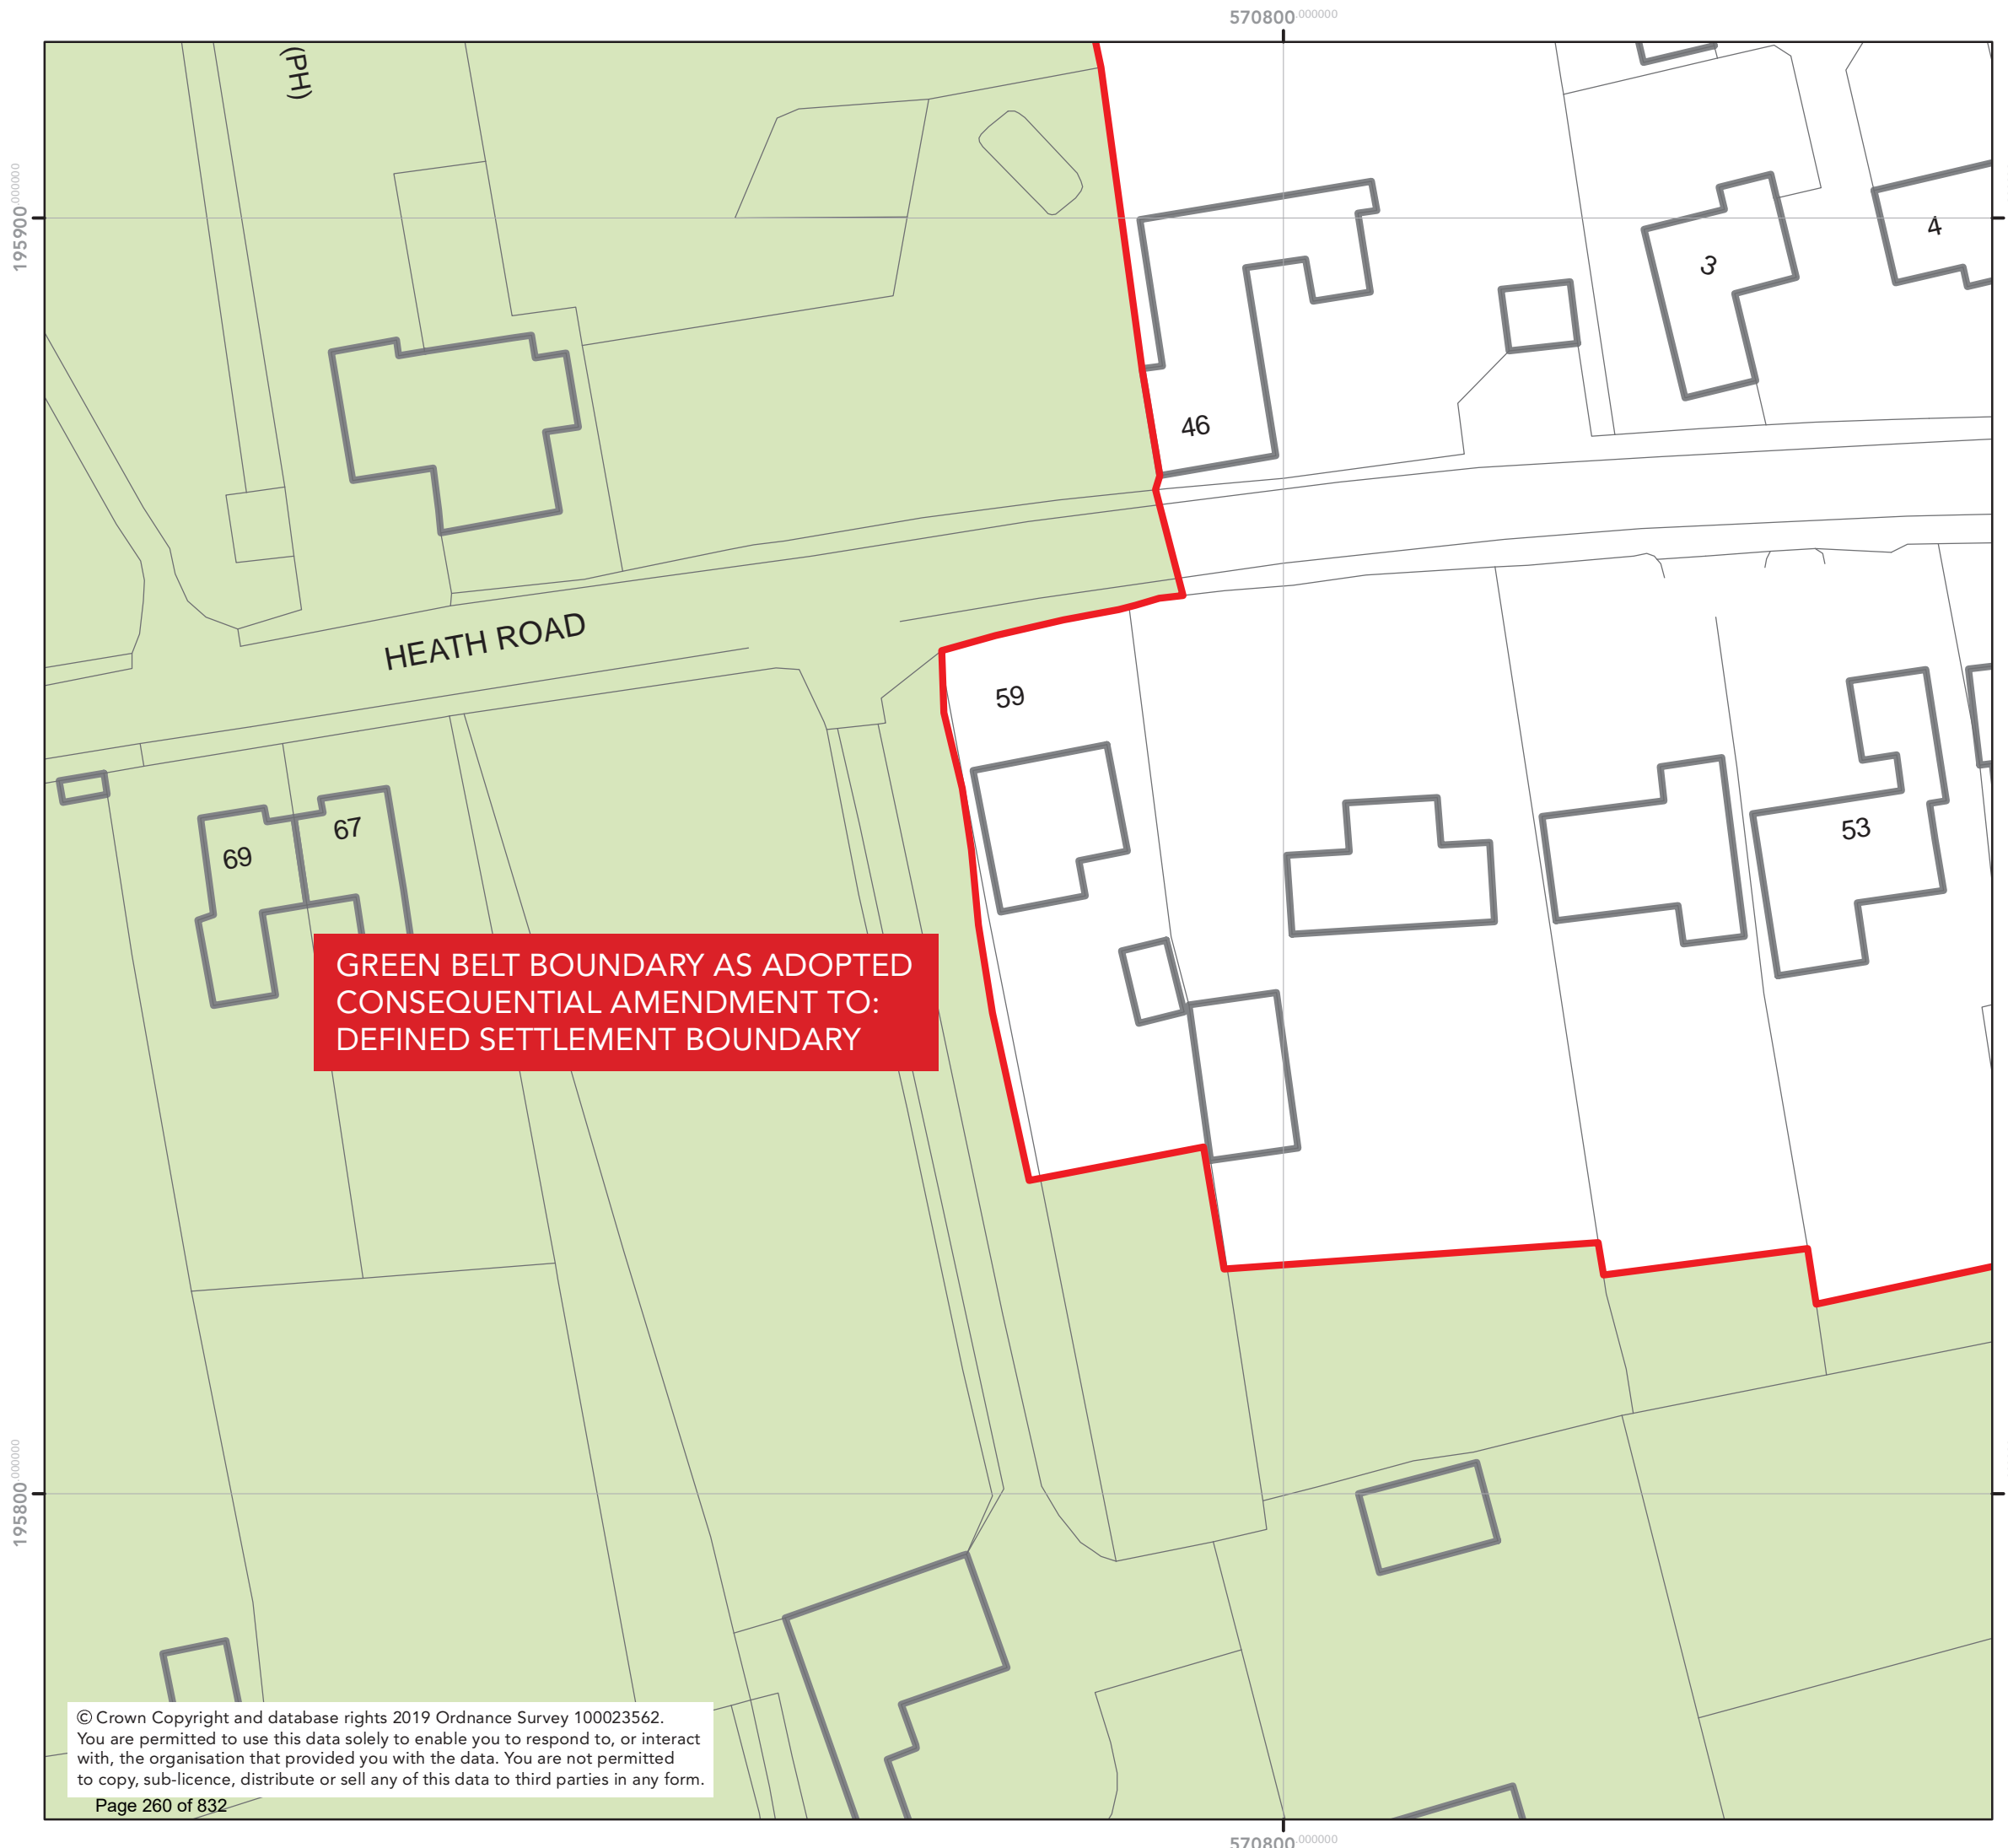 570800.000000
(PH)
195900.000000
4
3
46
HEATH ROAD
59
67
53
69
GREEN BELT BOUNDARY AS ADOPTED
CONSEQUENTIAL AMENDMENT TO:
DEFINED SETTLEMENT BOUNDARY
195800.000000
© Crown Copyright and database rights 2019 Ordnance Survey 100023562.
You are permitted to use this data solely to enable you to respond to, or interact
with, the organisation that provided you with the data. You are not permitted
to copy, sub-licence, distribute or sell any of this data to third parties in any form.
Page 260 of 832
570800.000000